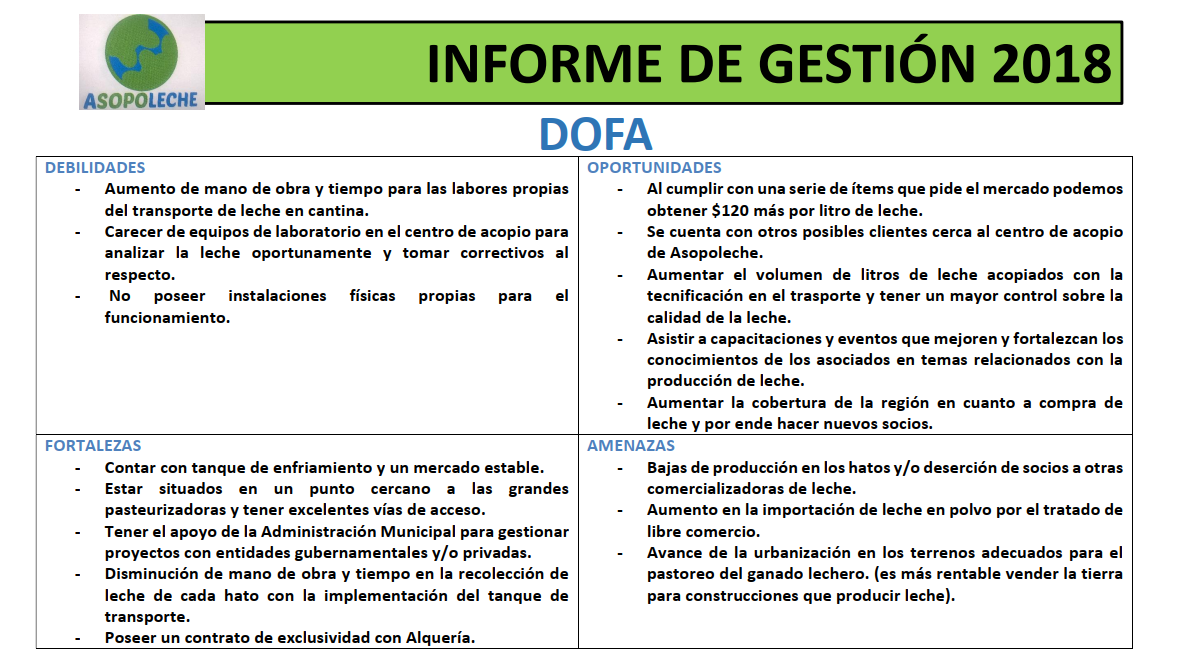 ASOPOLECHE
INFORME DE GESTIÓN 2018
DOFA
DEBILIDADES
- Aumento de mano de obra y tiempo para las labores propias
del transporte de leche en cantina.
- Carecer de equipos de laboratorio en el centro de acopio para
analizar la leche oportunamente y tomar correctivos al
respecto.
- No poseer instalaciones físicas propias para el
funcionamiento.
OPORTUNIDADES
- Al cumplir con una serie de ítems que pide el mercado podemos
obtener $120 más por litro de leche.
- Se cuenta con otros posibles clientes cerca al centro de acopio
de Asopoleche.
- Aumentar el volumen de litros de leche acopiados con la
tecnificación en el trasporte y tener un mayor control sobre la
calidad de la leche.
- Asistir a capacitaciones y eventos que mejoren y fortalezcan los
conocimientos de los asociados en temas relacionados con la
producción de leche.
- Aumentar la cobertura de la región en cuanto a compra de
leche y por ende hacer nuevos socios.
FORTALEZAS
- Contar con tanque de enfriamiento y un mercado estable.
- Estar situados en un punto cercano a las grandes
pasteurizadoras y tener excelentes vías de acceso.
- Tener el apoyo de la Administración Municipal para gestionar
proyectos con entidades gubernamentales y/o privadas.
- Disminución de mano de obra y tiempo en la recolección de
leche de cada hato con la implementación del tanque de
transporte.
- Poseer un contrato de exclusividad con Alquería.
AMENAZAS
- Bajas de producción en los hatos y/o deserción de socios a otras
comercializadoras de leche.
- Aumento en la importación de leche en polvo por el tratado de
libre comercio.
- Avance de la urbanización en los terrenos adecuados para el
pastoreo del ganado lechero. (es más rentable vender la tierra
para construcciones que producir leche).